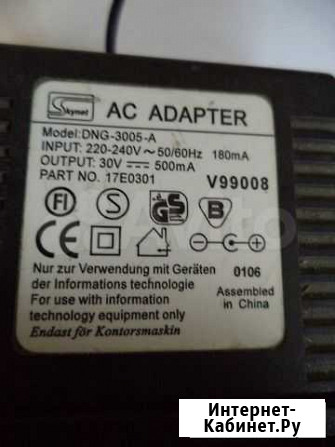 Skynet
AC ADAPTER
Model:DNG-3005-A
INPUT: 220-240V ~ 50/60Hz 180mA
OUTPUT: 30V ⎓ 500mA
PART NO. 17E0301 V99008
FI S S GS B
CE
Nur zur Verwendung mit Geräten
der Informations technologie
For use with information
technology equipment only
Endast för Kontorsmaskin
0106
Assembled
in China
Интернет-
Кабинет.Ру